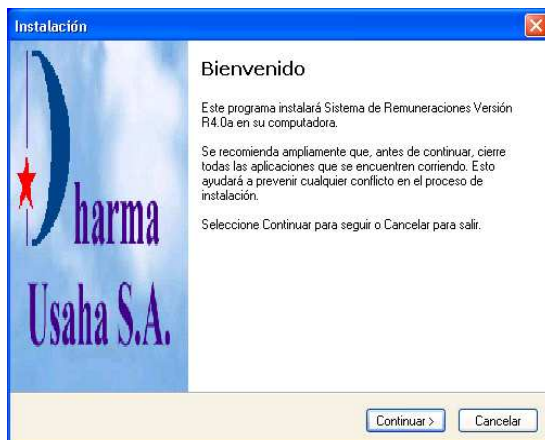 Instalación
Bienvenido
Este programa instalará Sistema de Remuneraciones Versión
R4.0a en su computadora.
Se recomienda ampliamente que, antes de continuar, cierre
todas las aplicaciones que se encuentren corriendo. Esto
ayudará a prevenir cualquier conflicto en el proceso de
instalación.
Seleccione Continuar para seguir o Cancelar para salir.
Dharma
Usaha S.A.
Continuar >
Cancelar